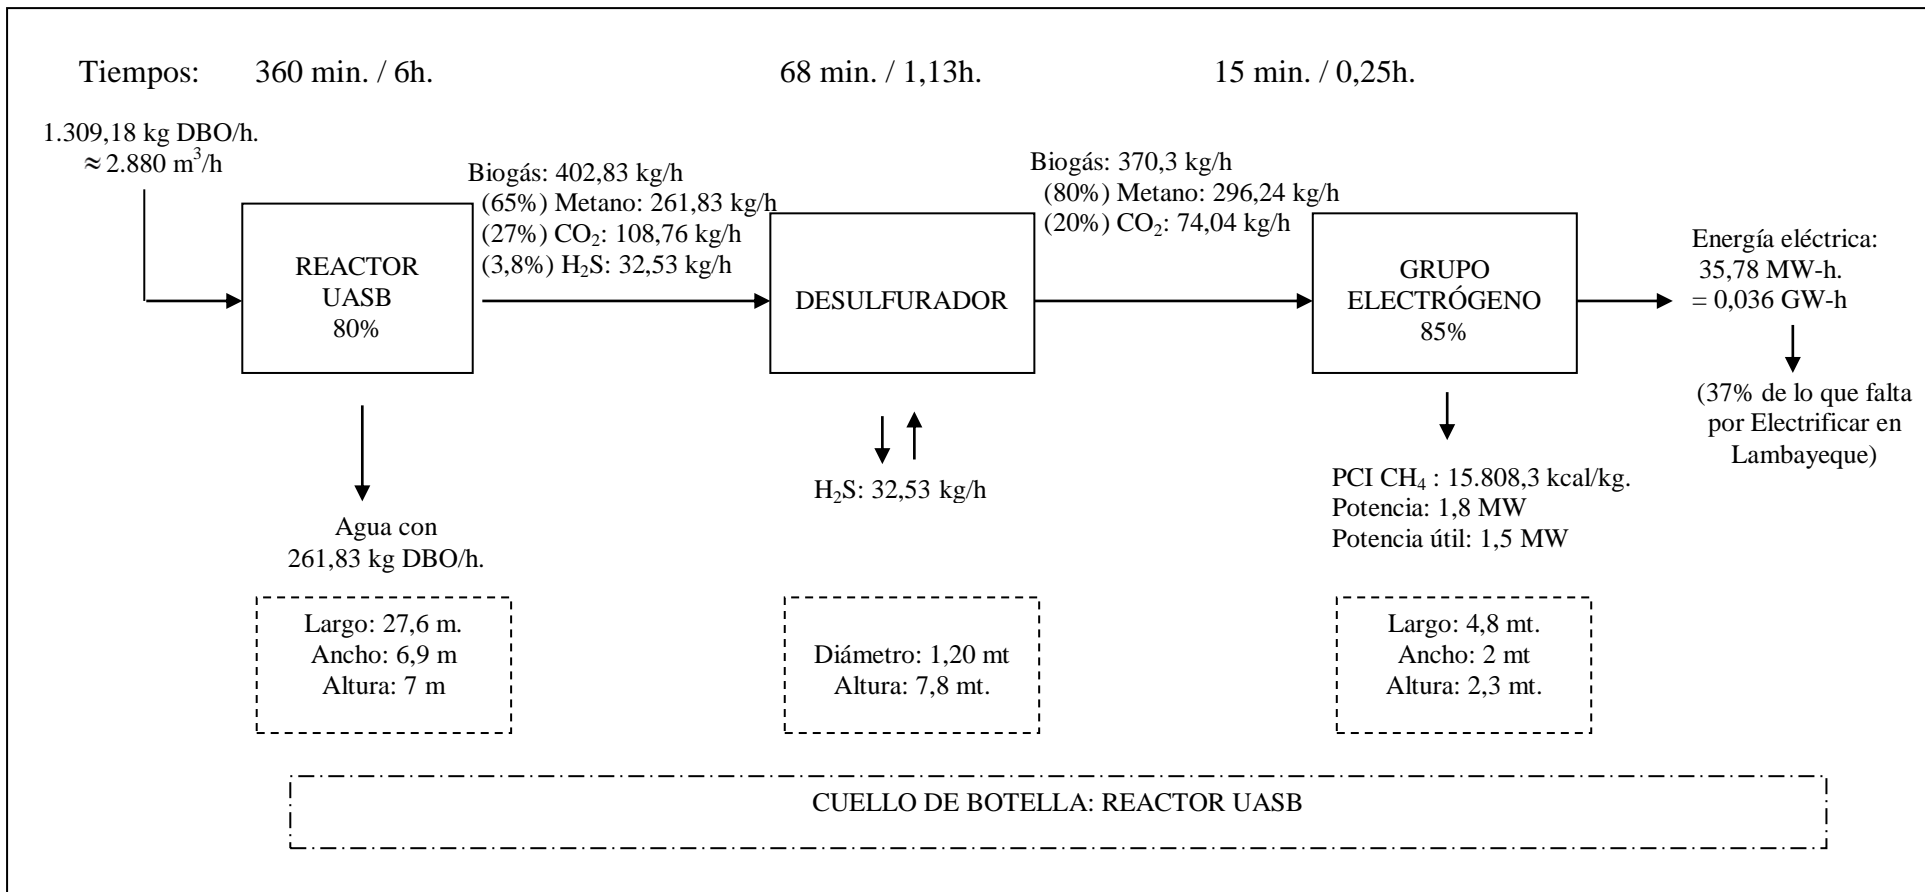 Tiempos: 360 min. / 6h. 68 min. / 1,13h. 15 min. / 0,25h.
1.309,18 kg DBO/h.
≈ 2.880 m³/h
Biogás: 402,83 kg/h
(65%) Metano: 261,83 kg/h
(27%) CO₂: 108,76 kg/h
(3,8%) H₂S: 32,53 kg/h
Biogás: 370,3 kg/h
(80%) Metano: 296,24 kg/h
(20%) CO₂: 74,04 kg/h
REACTOR
UASB
80%
DESULFURADOR
GRUPO
ELECTRÓGENO
85%
Energía eléctrica:
35,78 MW-h.
= 0,036 GW-h
(37% de lo que falta
por Electrificar en
Lambayeque)
Agua con
261,83 kg DBO/h.
H₂S: 32,53 kg/h
PCI CH₄ : 15.808,3 kcal/kg.
Potencia: 1,8 MW
Potencia útil: 1,5 MW
Largo: 27,6 m.
Ancho: 6,9 m
Altura: 7 m
Diámetro: 1,20 mt
Altura: 7,8 mt.
Largo: 4,8 mt.
Ancho: 2 mt
Altura: 2,3 mt.
CUELLO DE BOTELLA: REACTOR UASB